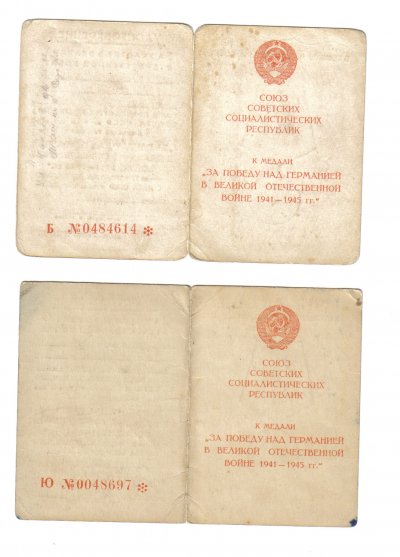 СОЮЗ
СОВЕТСКИХ
СОЦИАЛИСТИЧЕСКИХ
РЕСПУБЛИК
К МЕДАЛИ
„ЗА ПОБЕДУ НАД ГЕРМАНИЕЙ
В ВЕЛИКОЙ ОТЕЧЕСТВЕННОЙ
ВОЙНЕ 1941—1945 гг.“
Б №0484614 *
СОЮЗ
СОВЕТСКИХ
СОЦИАЛИСТИЧЕСКИХ
РЕСПУБЛИК
К МЕДАЛИ
„ЗА ПОБЕДУ НАД ГЕРМАНИЕЙ
В ВЕЛИКОЙ ОТЕЧЕСТВЕННОЙ
ВОЙНЕ 1941—1945 гг.“
Ю №0048697 *